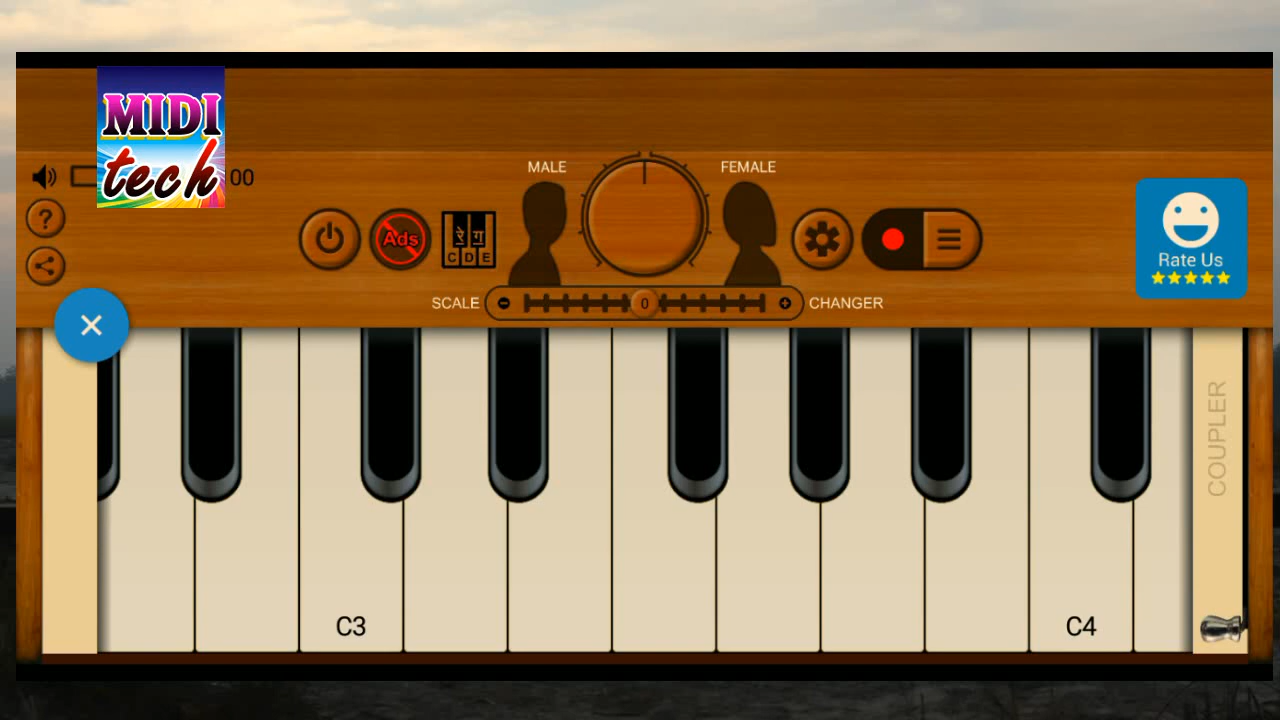 MIDI
tech
00
?
MALE
FEMALE
Ads
रे ग
C D E
Rate Us
SCALE
0
CHANGER
COUPLER
C3
C4